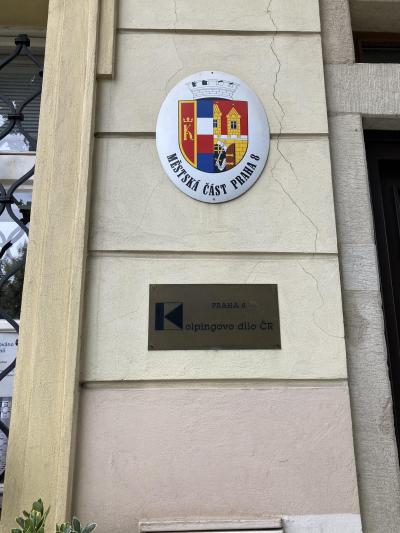 K
MĚSTSKÁ ČÁST PRAHA 8
PRAHA 8
Kolpingovo dílo ČR